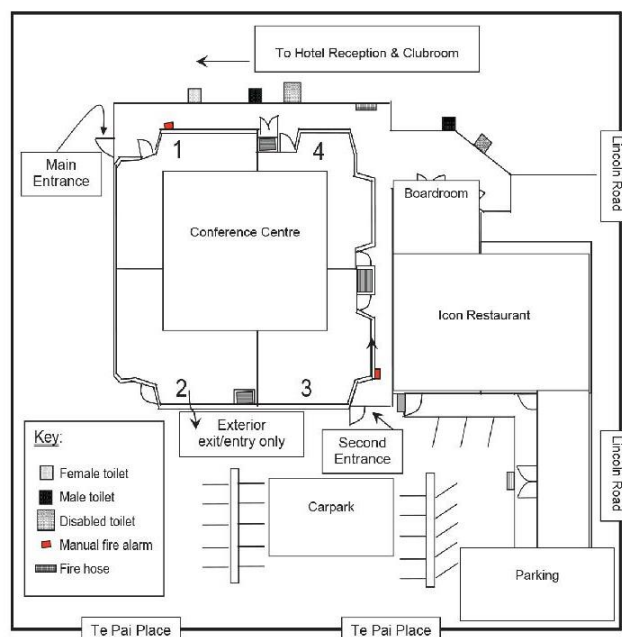 To Hotel Reception & Clubroom
Main
Entrance
1
4
Conference Centre
Boardroom
Lincoln Road
Icon Restaurant
2
3
Exterior
exit/entry only
Second
Entrance
Key:
Female toilet
Male toilet
Disabled toilet
Manual fire alarm
Fire hose
Carpark
Lincoln Road
Parking
Te Pai Place
Te Pai Place